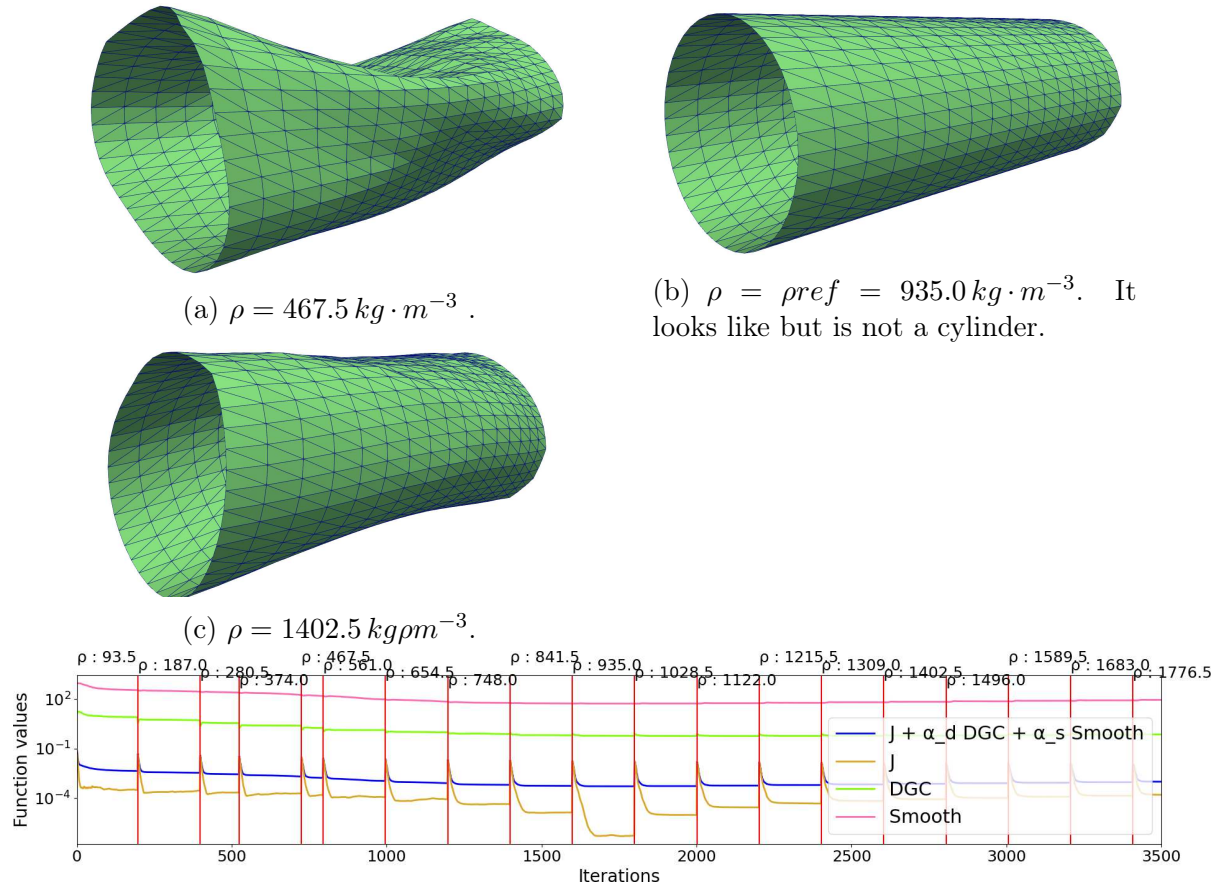 (a) ρ = 467.5 kg · m⁻³ .
(b) ρ = ρref = 935.0 kg · m⁻³. It
looks like but is not a cylinder.
(c) ρ = 1402.5 kgρm⁻³.
ρ : 93.5
ρ : 187.0
ρ : 280.5
ρ : 374.0
ρ : 467.5
ρ : 561.0
ρ : 654.5
ρ : 748.0
ρ : 841.5
ρ : 935.0
ρ : 1028.5
ρ : 1122.0
ρ : 1215.5
ρ : 1309.0
ρ : 1402.5
ρ : 1496.0
ρ : 1589.5
ρ : 1683.0
ρ : 1776.5
Function values
10²
10⁻¹
10⁻⁴
J + α_d DGC + α_s Smooth
J
DGC
Smooth
0 500 1000 1500 2000 2500 3000 3500
Iterations